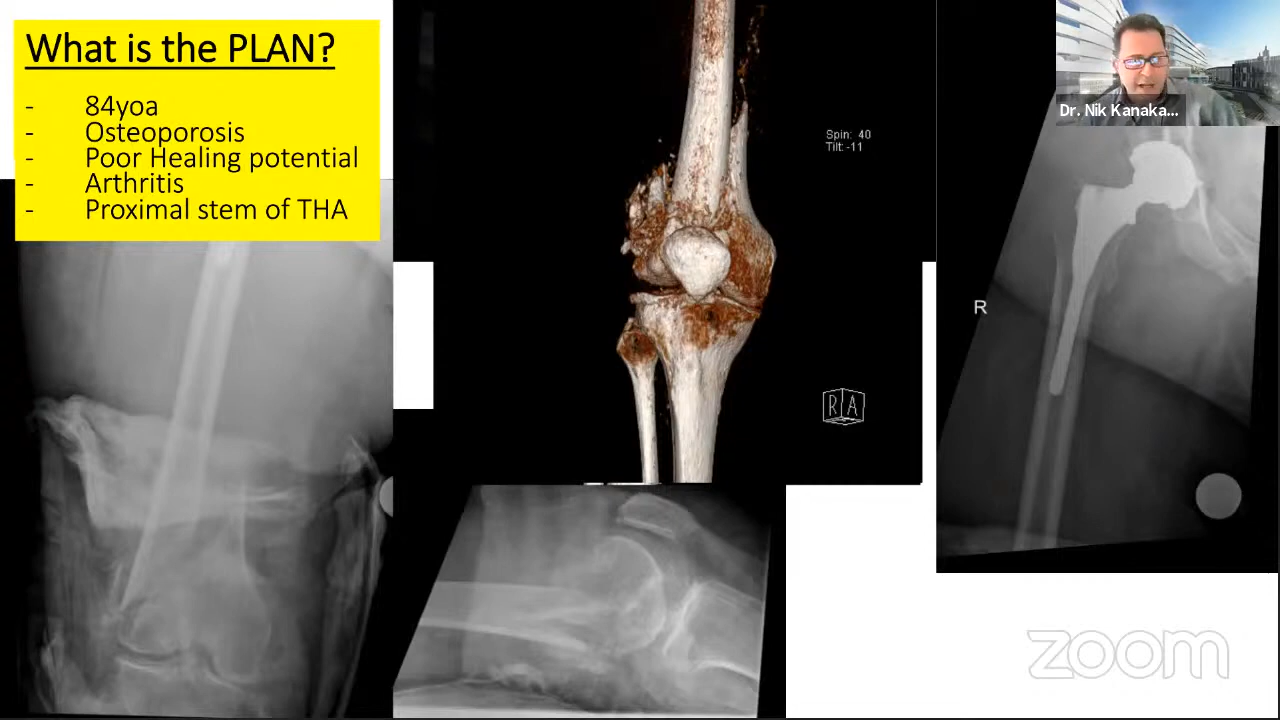 What is the PLAN?
- 84yoa
- Osteoporosis
- Poor Healing potential
- Arthritis
- Proximal stem of THA
Spin: 40
Tilt: -11
R A
Dr. Nik Kanaka...
R
zoom